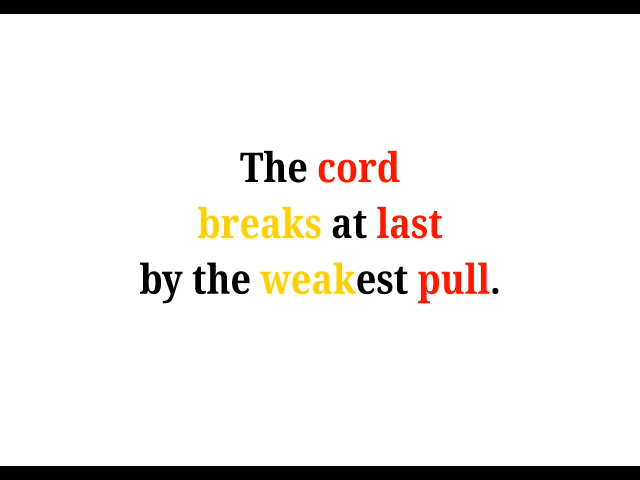 The cord
breaks at last
by the weakest pull.